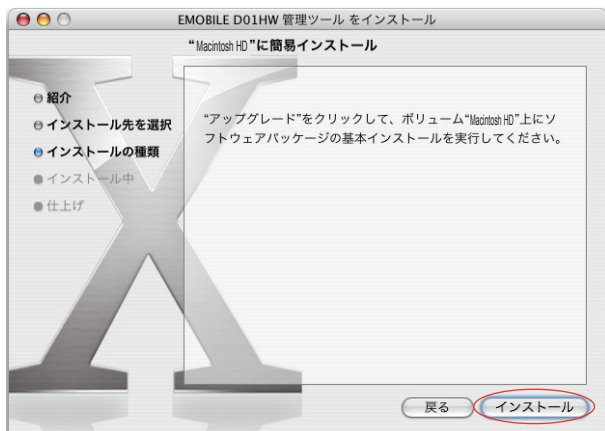 EMOBILE D01HW 管理ツール をインストール
“Macintosh HD”に簡易インストール
紹介
インストール先を選択
インストールの種類
インストール中
仕上げ
“アップグレード”をクリックして、ボリューム“Macintosh HD”上にソ
フトウェアパッケージの基本インストールを実行してください。
戻る
インストール